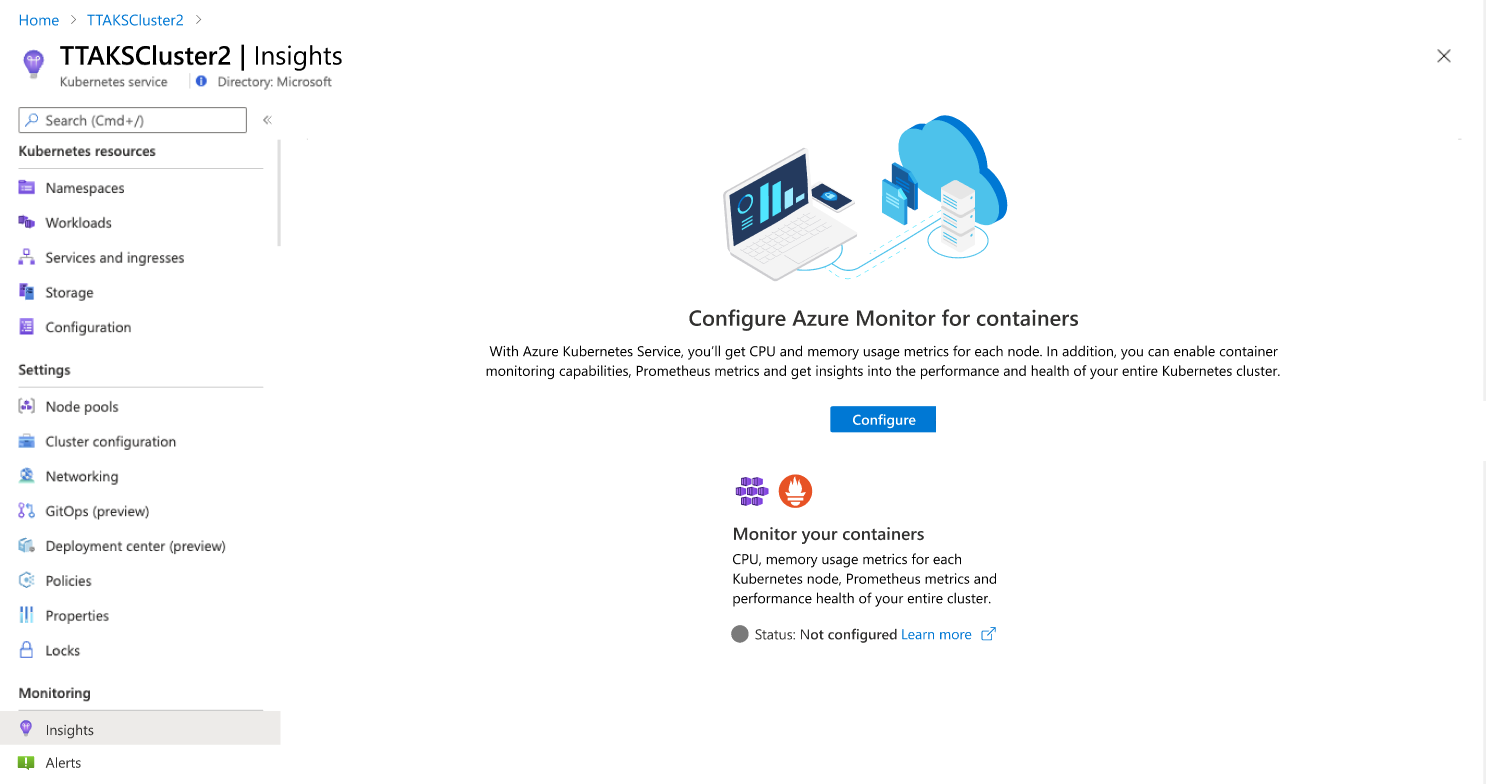 Home > TTAKSCluster2 >
TTAKSCluster2 | Insights
Kubernetes service
Directory: Microsoft
Search (Cmd+/)
Kubernetes resources
Namespaces
Workloads
Services and ingresses
Storage
Configuration
Settings
Node pools
Cluster configuration
Networking
GitOps (preview)
Deployment center (preview)
Policies
Properties
Locks
Monitoring
Insights
Alerts
Configure Azure Monitor for containers
With Azure Kubernetes Service, you’ll get CPU and memory usage metrics for each node. In addition, you can enable container
monitoring capabilities, Prometheus metrics and get insights into the performance and health of your entire Kubernetes cluster.
Configure
Monitor your containers
CPU, memory usage metrics for each
Kubernetes node, Prometheus metrics and
performance health of your entire cluster.
Status: Not configured Learn more